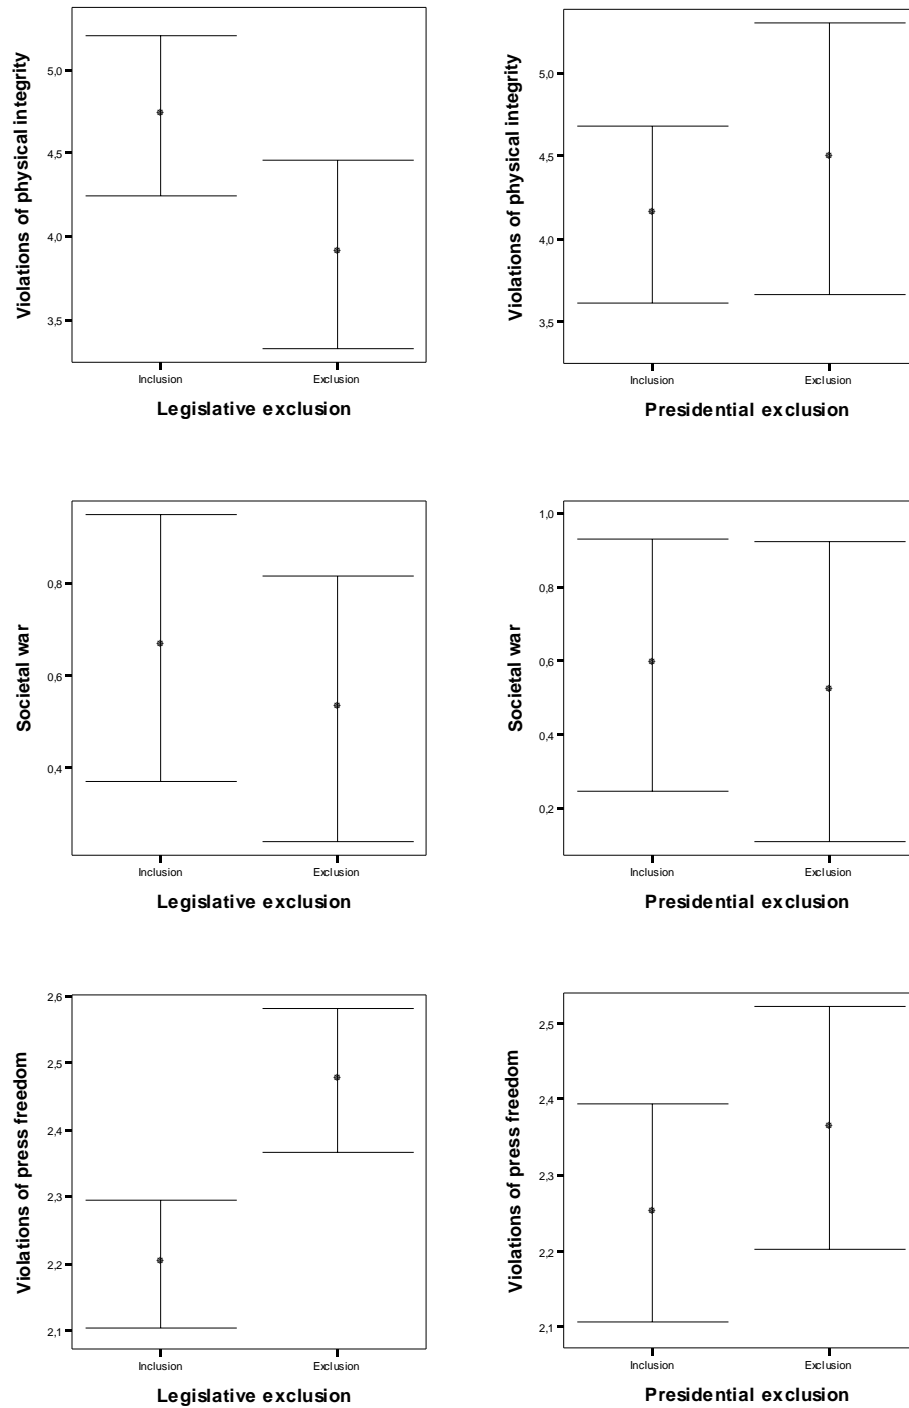 Violations of physical integrity
5,0
4,5
4,0
3,5
Inclusion
Exclusion
Legislative exclusion
Violations of physical integrity
5,0
4,5
4,0
3,5
Inclusion
Exclusion
Presidential exclusion
Societal war
0,8
0,6
0,4
Inclusion
Exclusion
Legislative exclusion
Societal war
1,0
0,8
0,6
0,4
0,2
Inclusion
Exclusion
Presidential exclusion
Violations of press freedom
2,6
2,5
2,4
2,3
2,2
2,1
Inclusion
Exclusion
Legislative exclusion
Violations of press freedom
2,5
2,4
2,3
2,2
2,1
Inclusion
Exclusion
Presidential exclusion